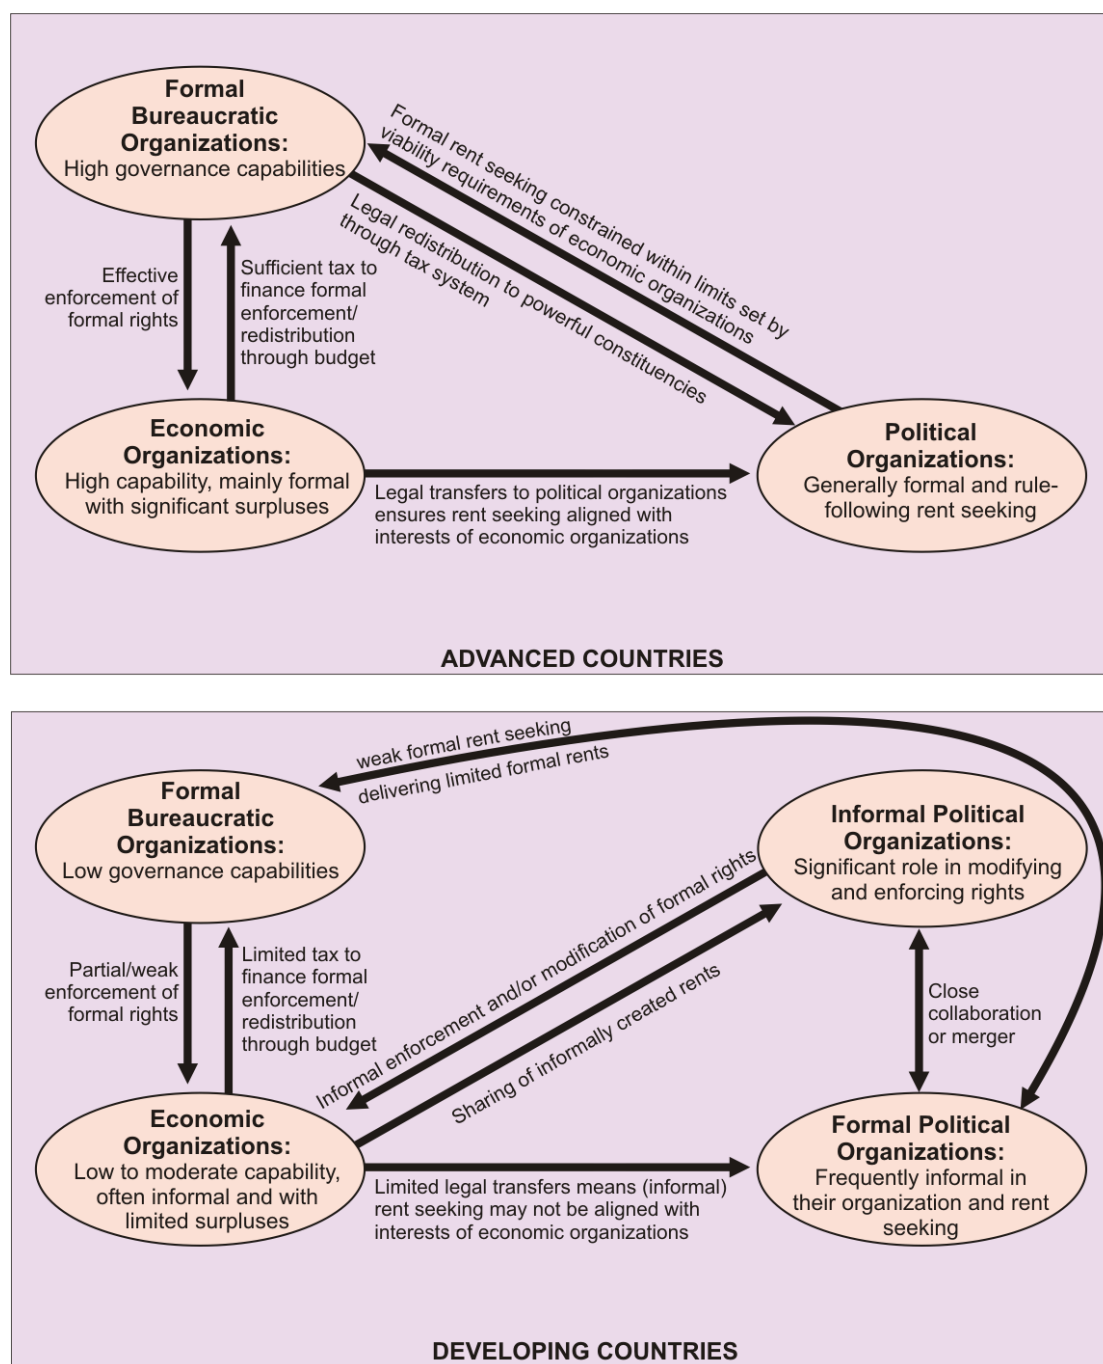 Formal
Bureaucratic
Organizations:
High governance capabilities
Formal rent seeking constrained within limits set by
viability requirements of economic organizations
Legal redistribution to powerful constituencies
through tax system
Effective
enforcement of
formal rights
Sufficient tax to
finance formal
enforcement/
redistribution
through budget
Economic
Organizations:
High capability, mainly formal
with significant surpluses
Legal transfers to political organizations
ensures rent seeking aligned with
interests of economic organizations
Political
Organizations:
Generally formal and rule-
following rent seeking
ADVANCED COUNTRIES
weak formal rent seeking
delivering limited formal rents
Formal
Bureaucratic
Organizations:
Low governance capabilities
Informal Political
Organizations:
Significant role in modifying
and enforcing rights
Partial/weak
enforcement of
formal rights
Limited tax to
finance formal
enforcement/
redistribution
through budget
Informal enforcement and/or modification of formal rights
Sharing of informally created rents
Close
collaboration
or merger
Economic
Organizations:
Low to moderate capability,
often informal and with
limited surpluses
Limited legal transfers means (informal)
rent seeking may not be aligned with
interests of economic organizations
Formal Political
Organizations:
Frequently informal in
their organization and rent
seeking
DEVELOPING COUNTRIES